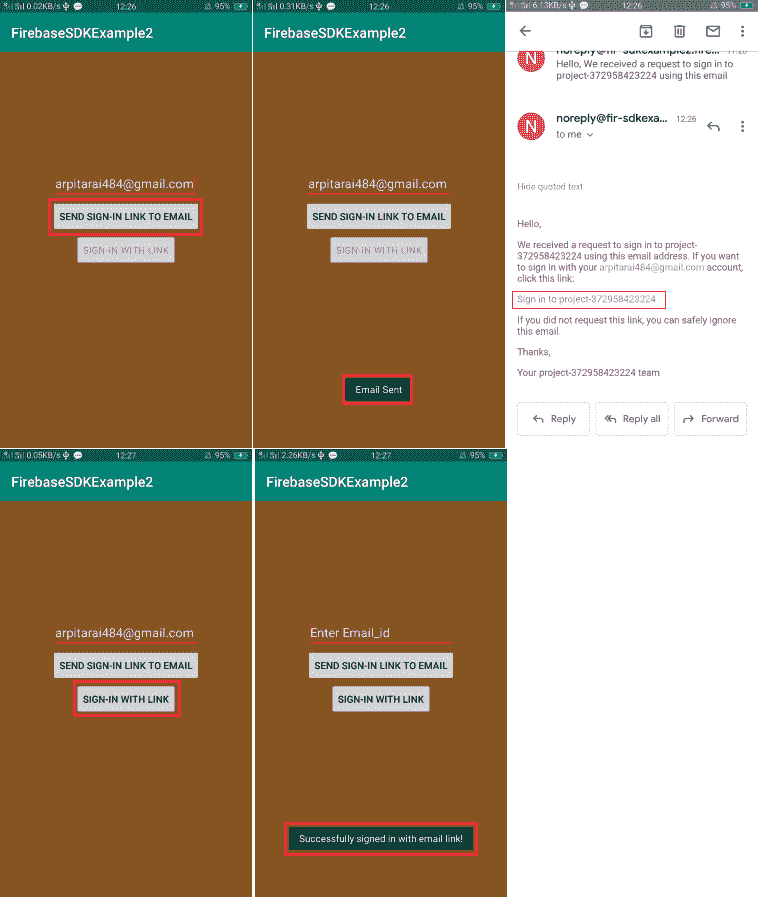 0.02KB/s 12:26 95%
FirebaseSDKExample2
arpitarai484@gmail.com
SEND SIGN-IN LINK TO EMAIL
SIGN-IN WITH LINK
0.31KB/s 12:26 95%
FirebaseSDKExample2
arpitarai484@gmail.com
SEND SIGN-IN LINK TO EMAIL
SIGN-IN WITH LINK
Email Sent
6.13KB/s 12:26 95%
Hello, We received a request to sign in to
project-372958423224 using this email
N
noreply@fir-sdkexa... 12:26
to me
Hide quoted text
Hello,
We received a request to sign in to project-
372958423224 using this email address. If you want
to sign in with your arpitarai484@gmail.com account,
click this link:
Sign in to project-372958423224
If you did not request this link, you can safely ignore
this email.
Thanks,
Your project-372958423224 team
Reply Reply all Forward
0.05KB/s 12:27 95%
FirebaseSDKExample2
arpitarai484@gmail.com
SEND SIGN-IN LINK TO EMAIL
SIGN-IN WITH LINK
2.26KB/s 12:27 95%
FirebaseSDKExample2
Enter Email_id
SEND SIGN-IN LINK TO EMAIL
SIGN-IN WITH LINK
Successfully signed in with email link!